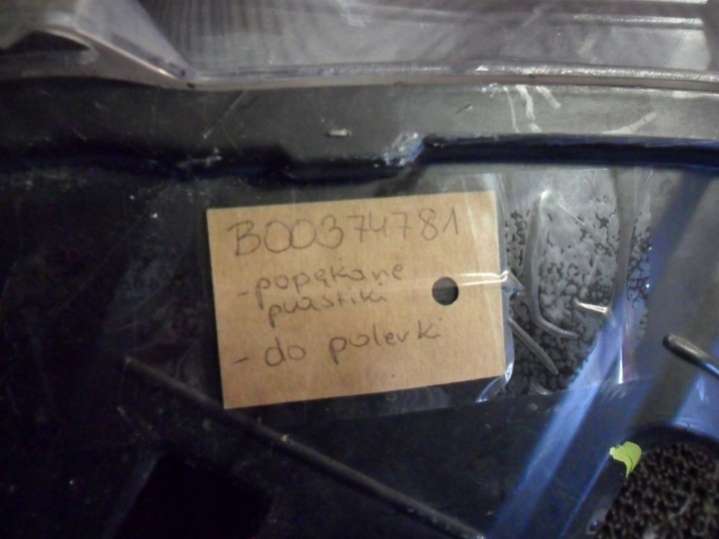 B00374781
- popękane
plastiki
- do polerki